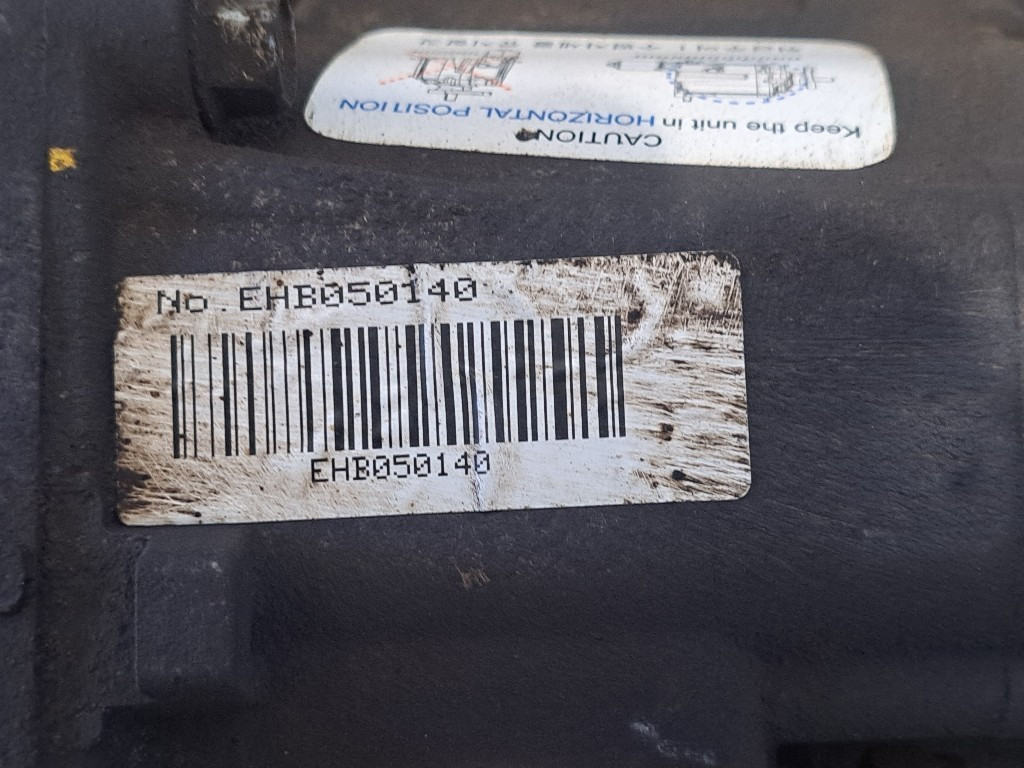 CAUTION
Keep the unit in HORIZONTAL POSITION
No. EHB050140
EHB050140